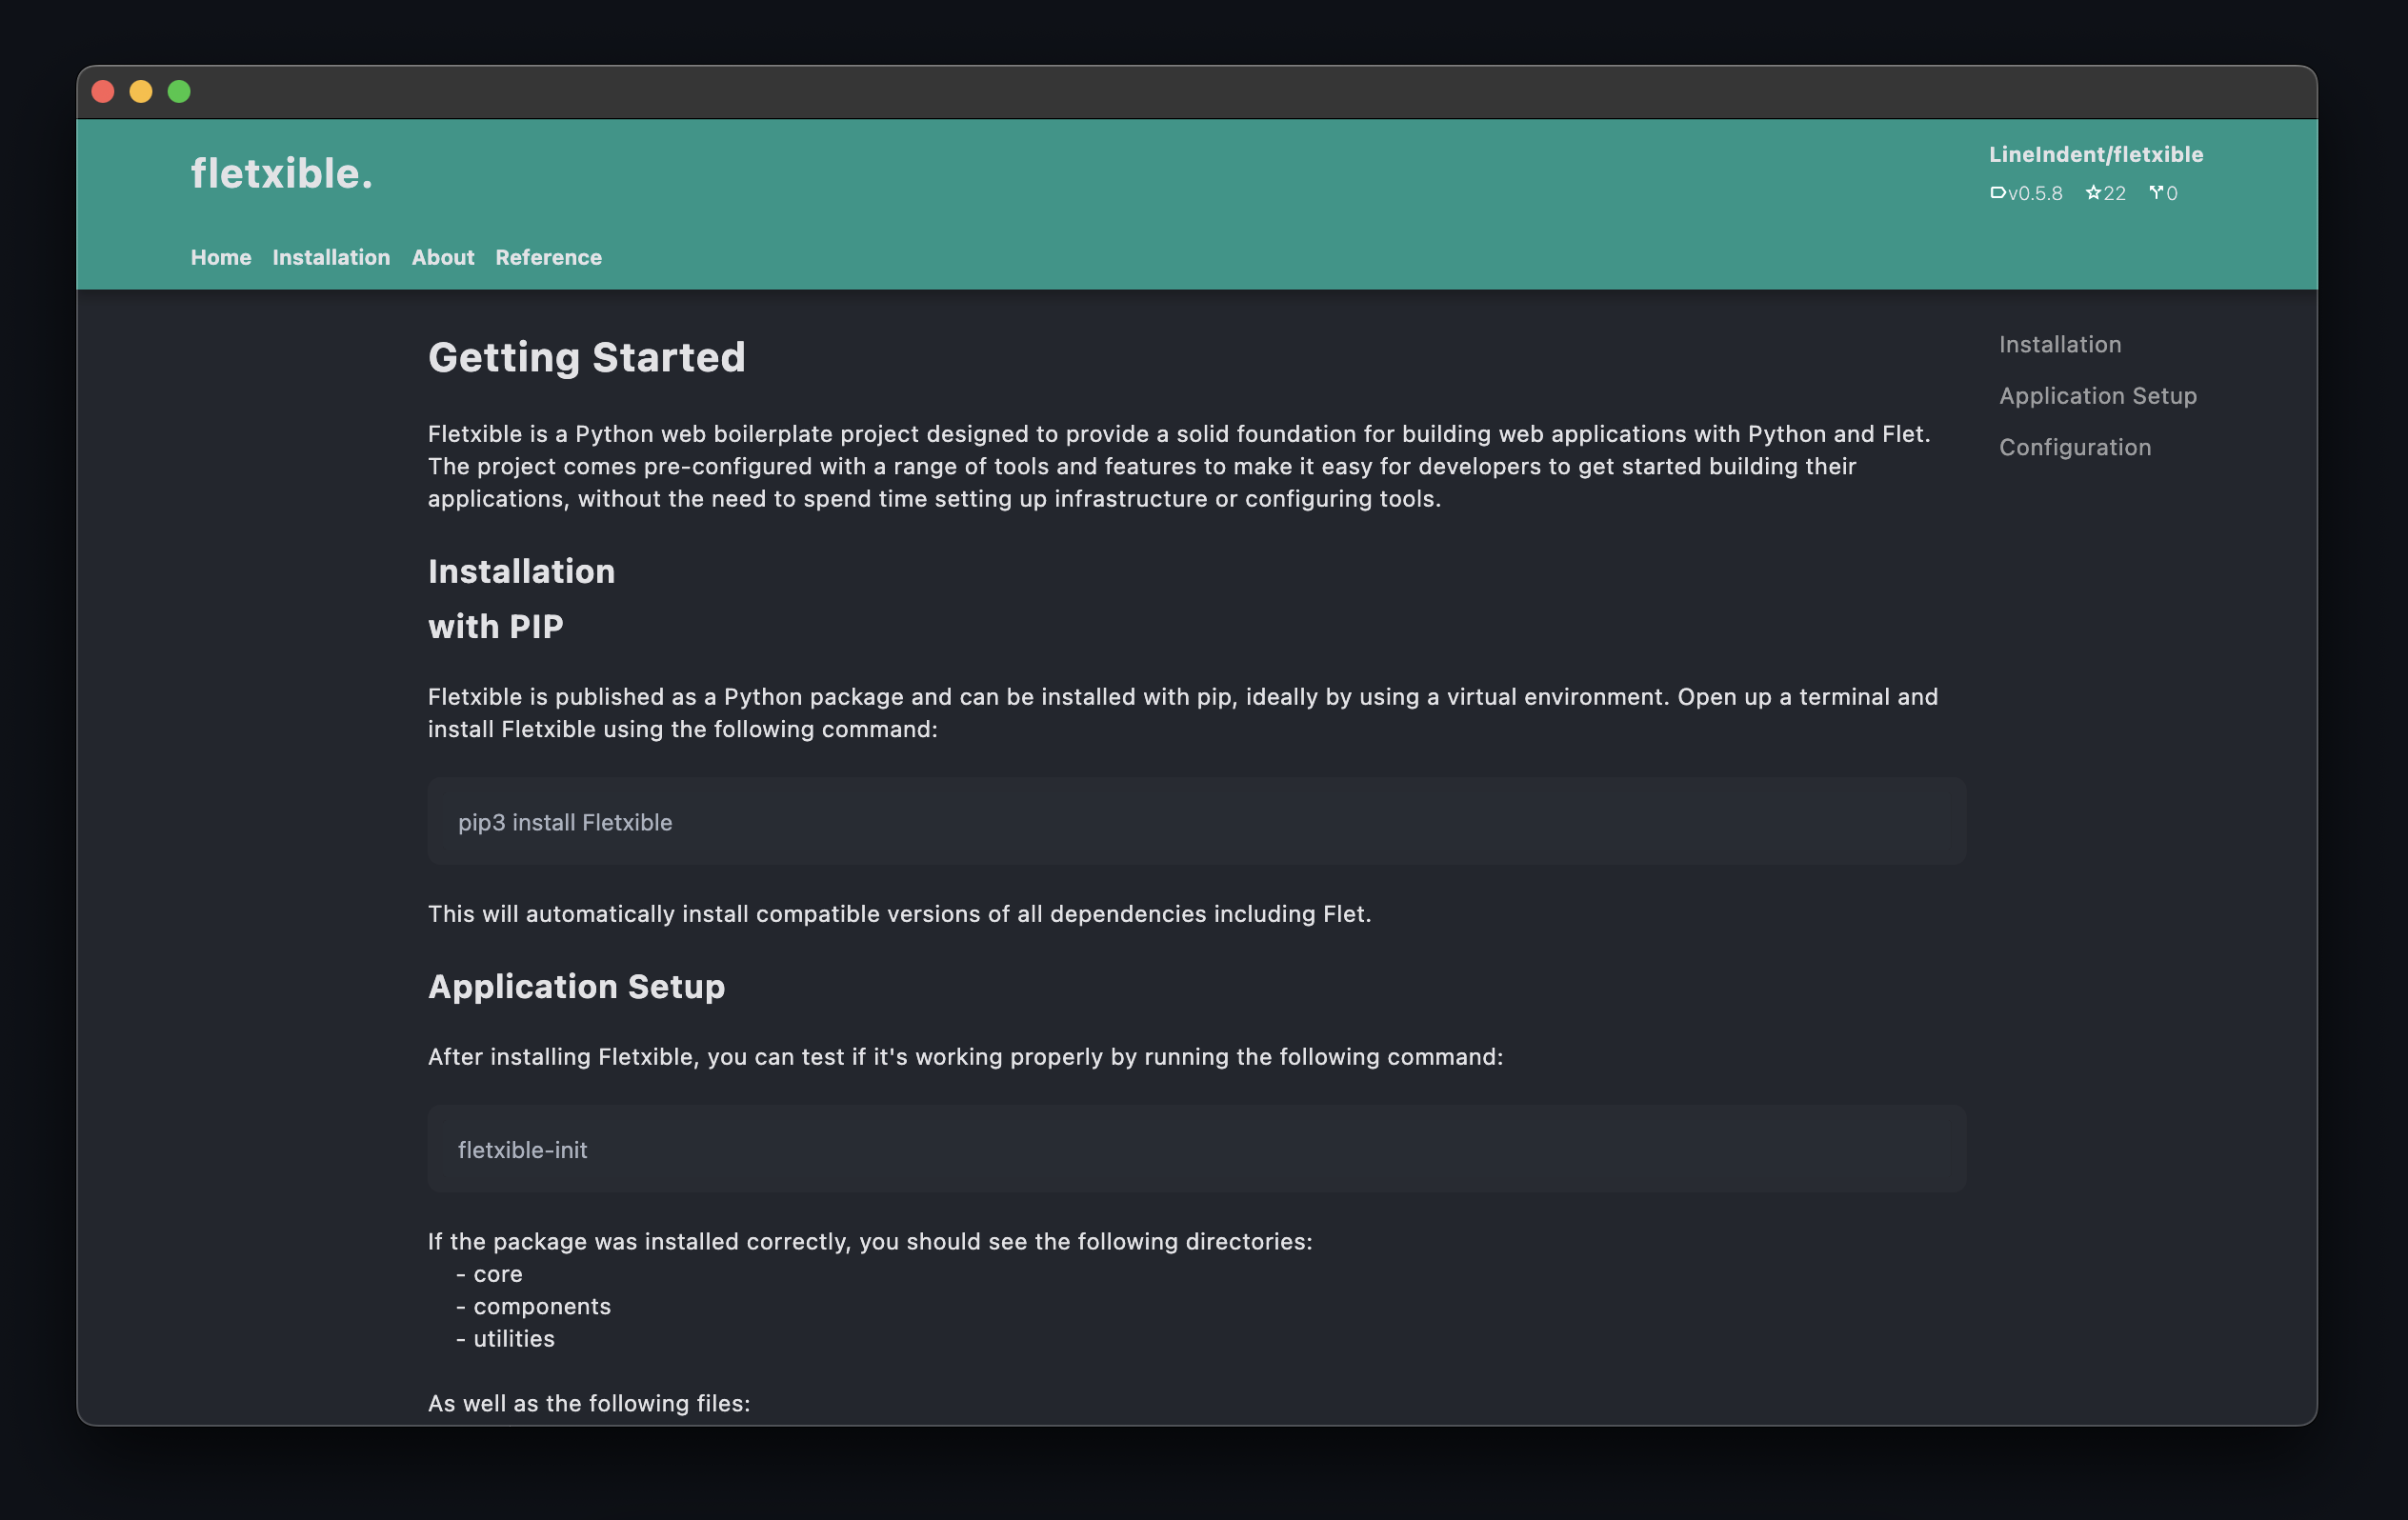 fletxible.
LineIndent/fletxible
v0.5.8 22 0
Home Installation About Reference
Getting Started
Fletxible is a Python web boilerplate project designed to provide a solid foundation for building web applications with Python and Flet.
The project comes pre-configured with a range of tools and features to make it easy for developers to get started building their
applications, without the need to spend time setting up infrastructure or configuring tools.
Installation
with PIP
Fletxible is published as a Python package and can be installed with pip, ideally by using a virtual environment. Open up a terminal and
install Fletxible using the following command:
pip3 install Fletxible
This will automatically install compatible versions of all dependencies including Flet.
Application Setup
After installing Fletxible, you can test if it's working properly by running the following command:
fletxible-init
If the package was installed correctly, you should see the following directories:
- core
- components
- utilities
As well as the following files:
Installation
Application Setup
Configuration